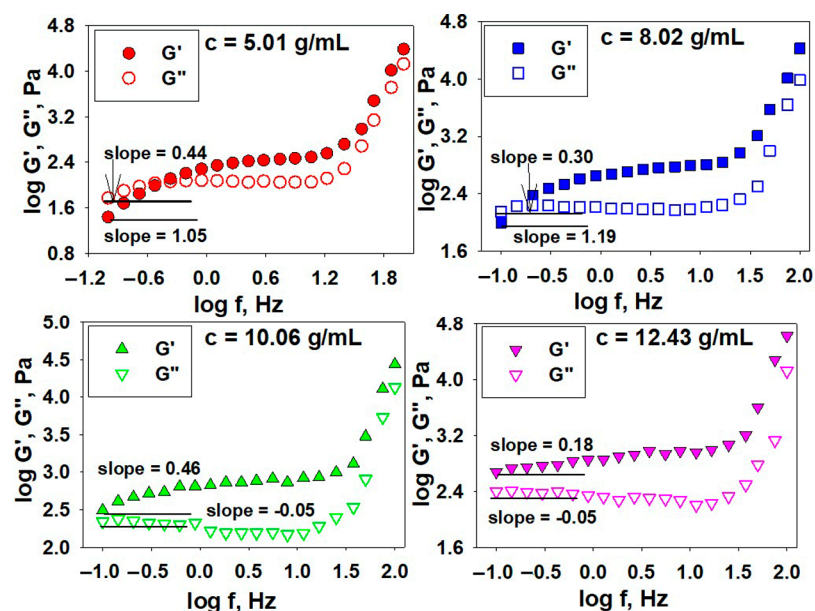 c = 5.01 g/mL
G'
G"
slope = 0.44
slope = 1.05
log G', G", Pa
4.8
4.0
3.2
2.4
1.6
0.8
-1.2 -0.6 0.0 0.6 1.2 1.8
log f, Hz
c = 8.02 g/mL
G'
G"
slope = 0.30
slope = 1.19
log G', G", Pa
4.8
4.0
3.2
2.4
1.6
–1.0 -0.5 0.0 0.5 1.0 1.5 2.0
log f, Hz
c = 10.06 g/mL
G'
G"
slope = 0.46
slope = -0.05
log G', G", Pa
5.0
4.5
4.0
3.5
3.0
2.5
2.0
–1.0 -0.5 0.0 0.5 1.0 1.5 2.0
log f, Hz
c = 12.43 g/mL
G'
G"
slope = 0.18
slope = -0.05
log G', G", Pa
4.8
4.0
3.2
2.4
1.6
–1.0 –0.5 0.0 0.5 1.0 1.5 2.0
log f, Hz